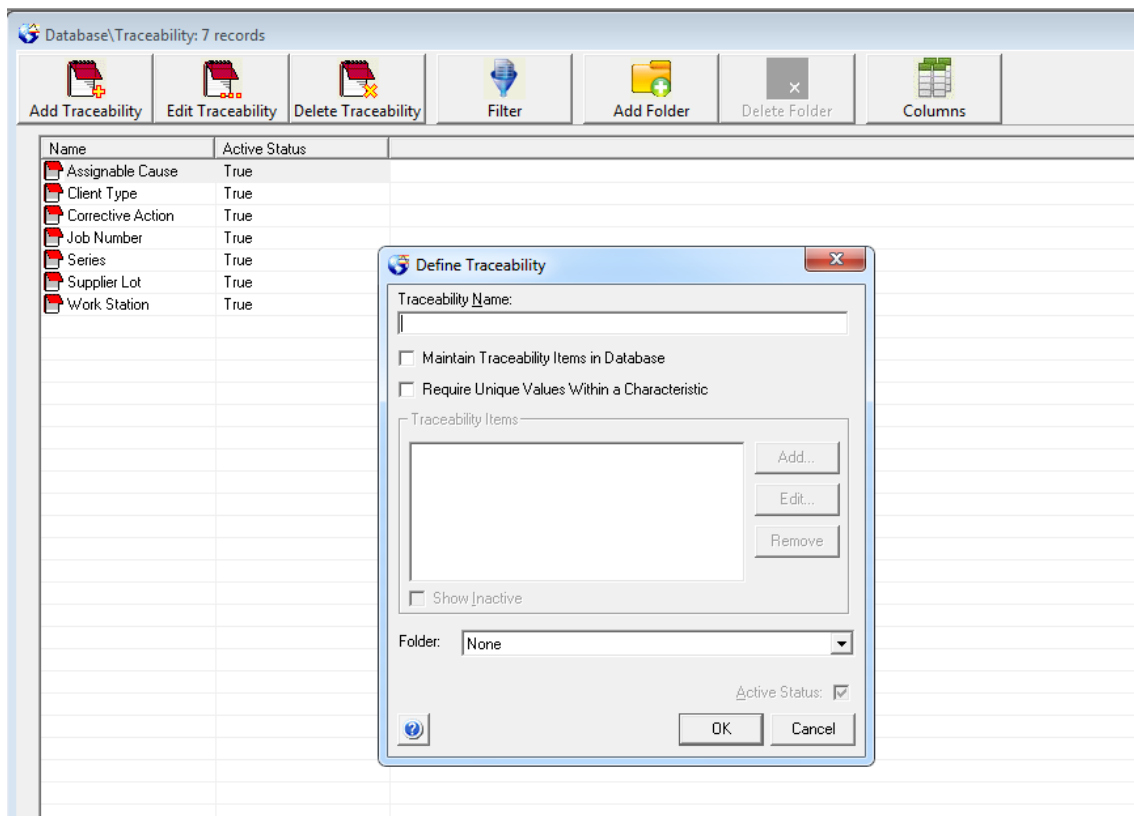 Database\Traceability: 7 records
Add Traceability Edit Traceability Delete Traceability Filter Add Folder Delete Folder Columns
Name Active Status
Assignable Cause True
Client Type True
Corrective Action True
Job Number True
Series True
Supplier Lot True
Work Station True
Define Traceability
Traceability Name:
Maintain Traceability Items in Database
Require Unique Values Within a Characteristic
Traceability Items
Add...
Edit...
Remove
Show Inactive
Folder: None
Active Status:
OK Cancel